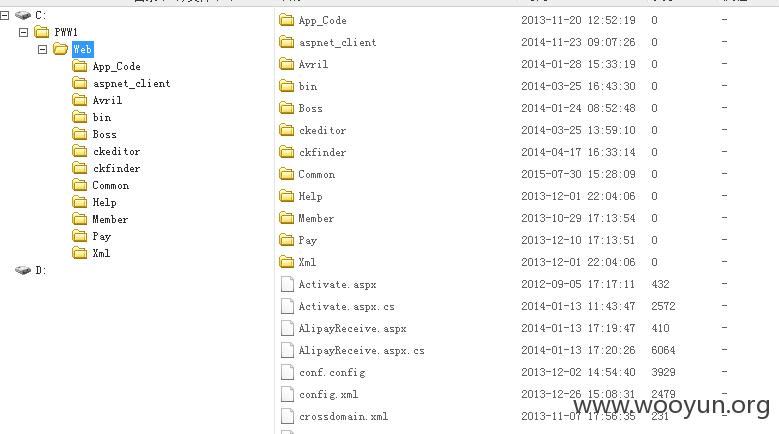 C:
PWW1
Web
App_Code
aspnet_client
Avril
bin
Boss
ckeditor
ckfinder
Common
Help
Member
Pay
Xml
D:
App_Code 2013-11-20 12:52:19 0 -
aspnet_client 2014-11-23 09:07:26 0 -
Avril 2014-01-28 15:33:19 0 -
bin 2014-03-25 16:43:30 0 -
Boss 2014-01-24 08:52:48 0 -
ckeditor 2014-03-25 13:59:10 0 -
ckfinder 2014-04-17 16:33:14 0 -
Common 2015-07-30 15:28:09 0 -
Help 2013-12-01 22:04:06 0 -
Member 2013-10-29 17:13:54 0 -
Pay 2013-12-10 17:13:51 0 -
Xml 2013-12-01 22:04:06 0 -
Activate.aspx 2012-09-05 17:17:11 432 -
Activate.aspx.cs 2014-01-13 11:43:47 2572 -
AlipayReceive.aspx 2014-01-13 17:19:47 410 -
AlipayReceive.aspx.cs 2014-01-13 17:20:26 6064 -
conf.config 2013-12-02 14:54:40 3929 -
config.xml 2013-12-26 15:08:31 2479 -
crossdomain.xml 2013-11-07 17:56:35 231 -
www.wooyun.org